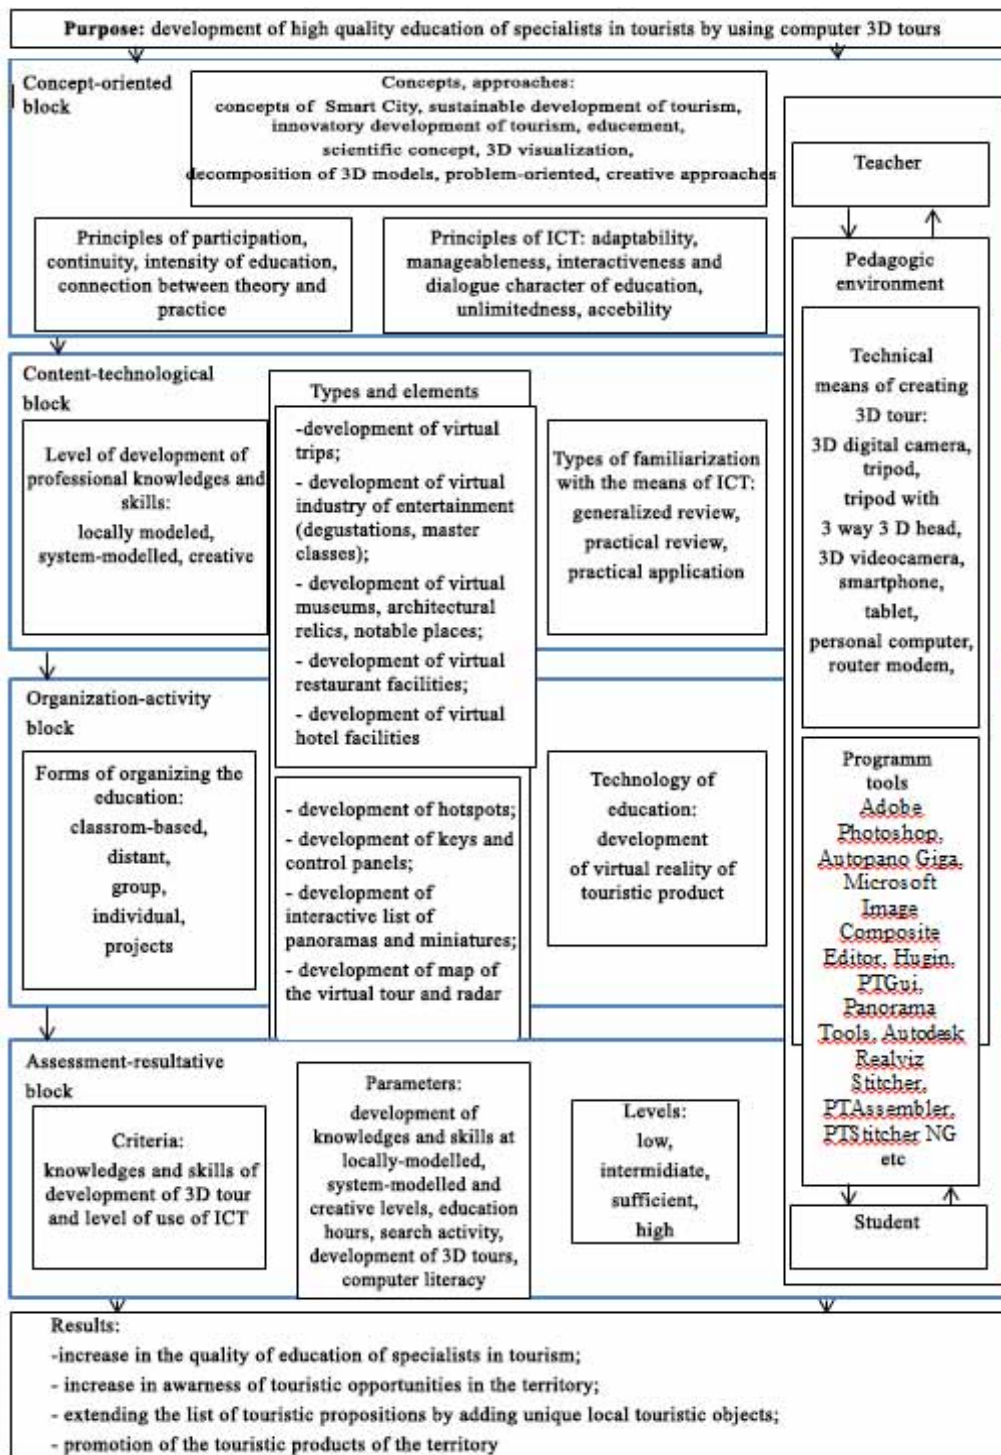 Purpose: development of high quality education of specialists in tourists by using computer 3D tours
Concept-oriented
block
Concepts, approaches:
concepts of Smart City, sustainable development of tourism,
innovatory development of tourism, educement,
scientific concept, 3D visualization,
decomposition of 3D models, problem-oriented, creative approaches
Principles of participation,
continuity, intensity of education,
connection between theory and
practice
Principles of ICT: adaptability,
manageableness, interactiveness and
dialogue character of education,
unlimitedness, accebility
Content-technological
block
Level of development of
professional knowledges and
skills:
locally modeled,
system-modelled, creative
Types and elements
-development of virtual
trips;
- development of virtual
industry of entertainment
(degustations, master
classes);
- development of virtual
museums, architectural
relics, notable places;
- development of virtual
restaurant facilities;
- development of virtual
hotel facilities
Types of familiarization
with the means of ICT:
generalized review,
practical review,
practical application
Organization-activity
block
Forms of organizing the
education:
classrom-based,
distant,
group,
individual,
projects
- development of hotspots;
- development of keys and
control panels;
- development of
interactive list of
panoramas and miniatures;
- development of map of
the virtual tour and radar
Technology of
education:
development
of virtual reality of
touristic product
Assessment-resultative
block
Criteria:
knowledges and skills of
development of 3D tour
and level of use of ICT
Parameters:
development of
knowledges and skills at
locally-modelled,
system-modelled and
creative levels, education
hours, search activity,
development of 3D tours,
computer literacy
Levels:
low,
intermidiate,
sufficient,
high
Teacher
Pedagogic
environment
Technical
means of creating
3D tour:
3D digital camera,
tripod,
tripod with
3 way 3 D head,
3D videocamera,
smartphone,
tablet,
personal computer,
router modem,
Programm
tools
Adobe
Photoshop,
Autopano Giga,
Microsoft
Image
Composite
Editor, Hugin,
PTGui,
Panorama
Tools, Autodesk
Realviz
Stitcher,
PTAssembler,
PTStitcher NG
etc
Student
Results:
-increase in the quality of education of specialists in tourism;
- increase in awarness of touristic opportunities in the territory;
- extending the list of touristic propositions by adding unique local touristic objects;
- promotion of the touristic products of the territory